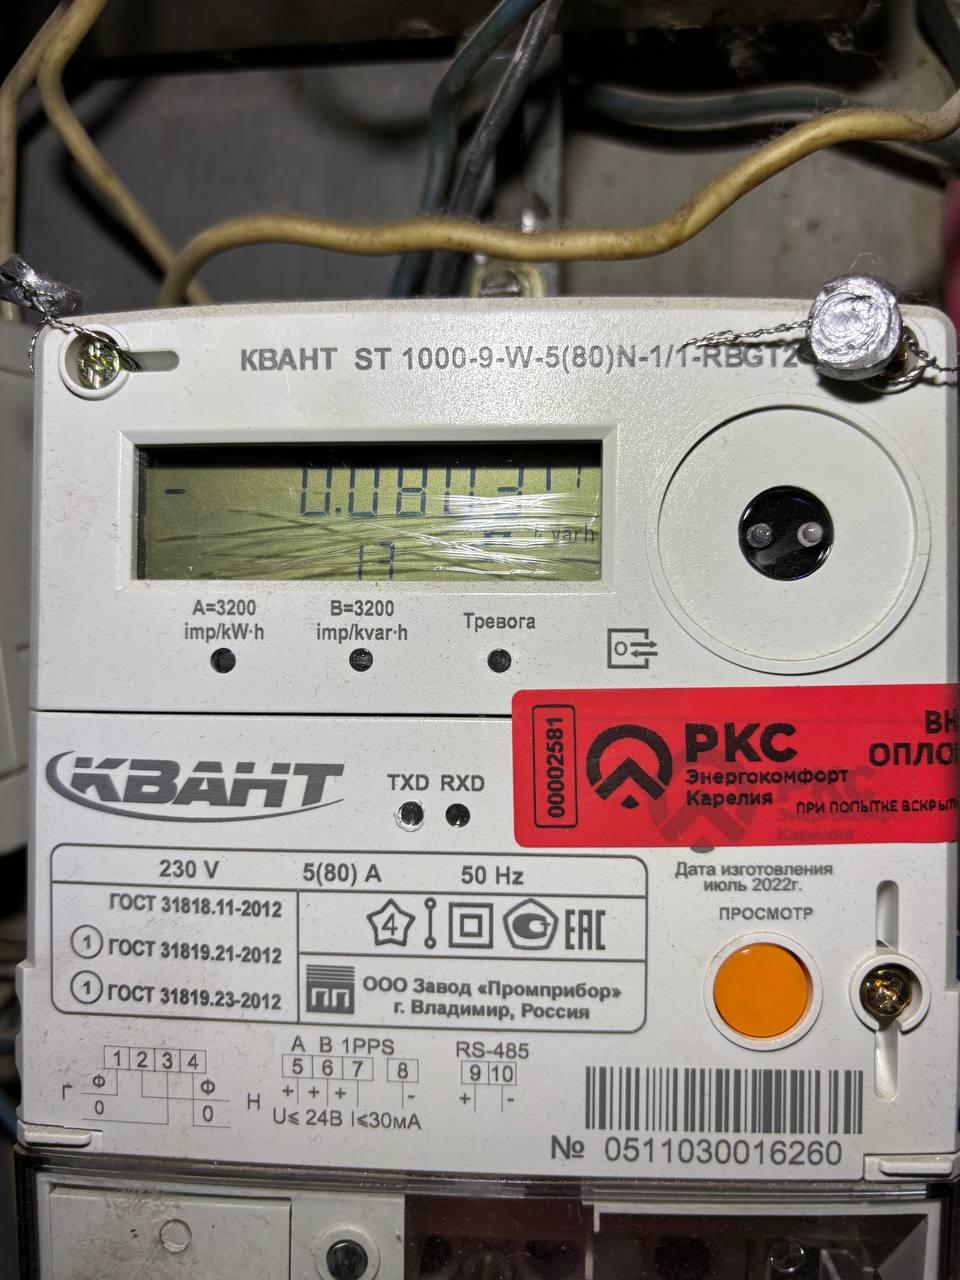 КВАНТ ST 1000-9-W-5(80)N-1/1-RBGT2
k varh
13
A=3200
imp/kW·h
B=3200
imp/kvar·h
Тревога
00002581
РКС
Энергокомфорт
Карелия
ПРИ ПОПЫТКЕ
КВАНТ
TXD RXD
230 V 5(80) A 50 Hz
ГОСТ 31818.11-2012
1 ГОСТ 31819.21-2012
1 ГОСТ 31819.23-2012
4
ЕАС
ООО Завод «Промприбор»
г. Владимир, Россия
Дата изготовления
июль 2022г.
ПРОСМОТР
1 2 3 4
Г Ф Ф Н
0 0
A B 1PPS
5 6 7 8
+ + + -
U≤ 24В I≤30мА
RS-485
9 10
+ -
№ 0511030016260